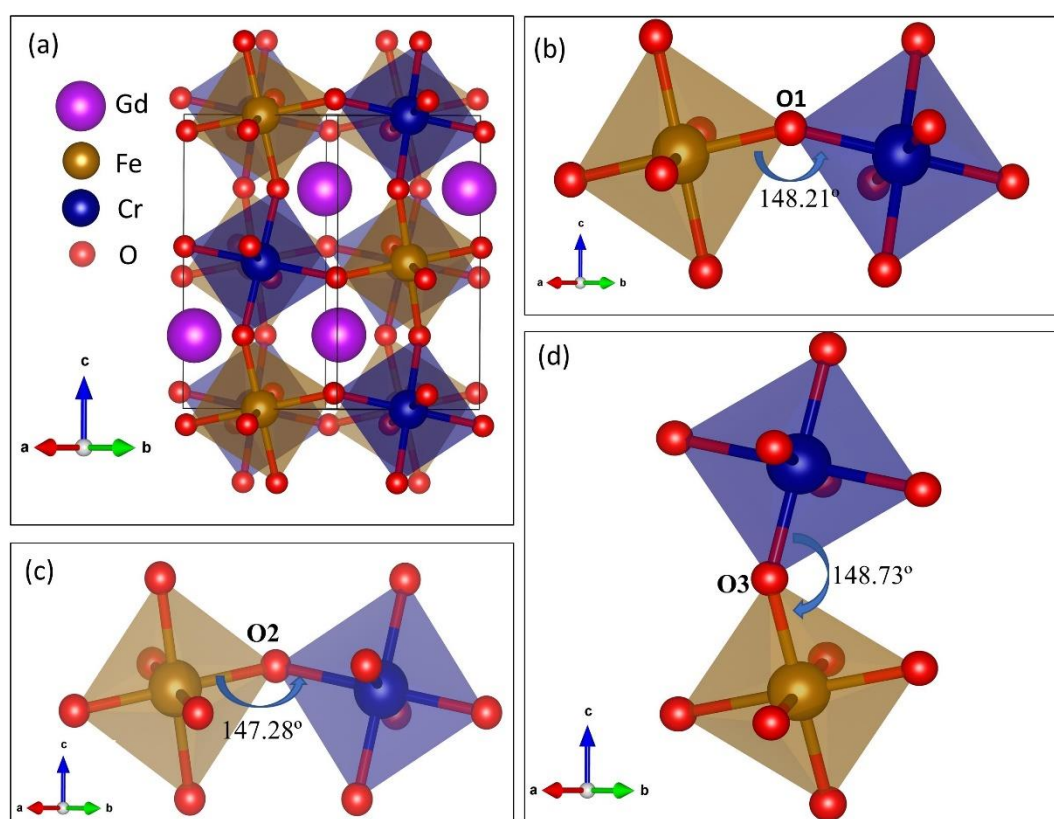 (a)
Gd
Fe
Cr
O
c
a b
(b)
O1
148.21º
c
a b
(c)
O2
147.28º
c
a b
(d)
O3
148.73º
c
a b